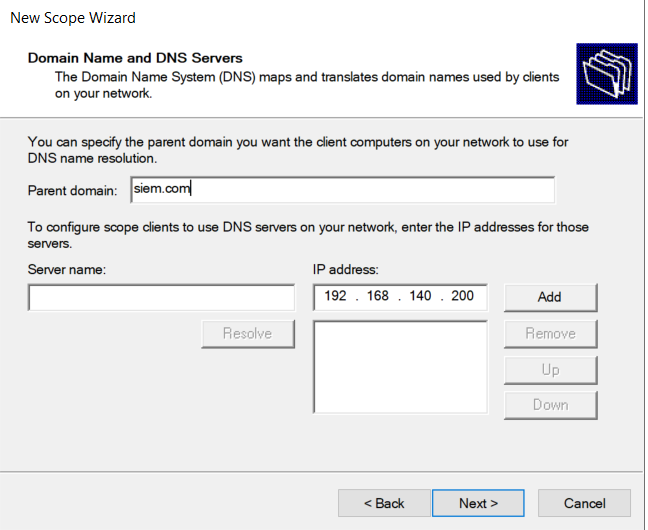 New Scope Wizard
Domain Name and DNS Servers
The Domain Name System (DNS) maps and translates domain names used by clients
on your network.
You can specify the parent domain you want the client computers on your network to use for
DNS name resolution.
Parent domain: siem.com
To configure scope clients to use DNS servers on your network, enter the IP addresses for those
servers.
Server name: IP address:
192 . 168 . 140 . 200 Add
Resolve Remove
Up
Down
< Back Next > Cancel